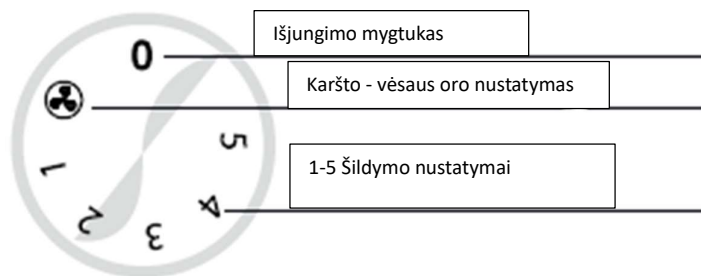 0
Išjungimo mygtukas
Karšto - vėsaus oro nustatymas
1
2
3
4
5
1-5 Šildymo nustatymai